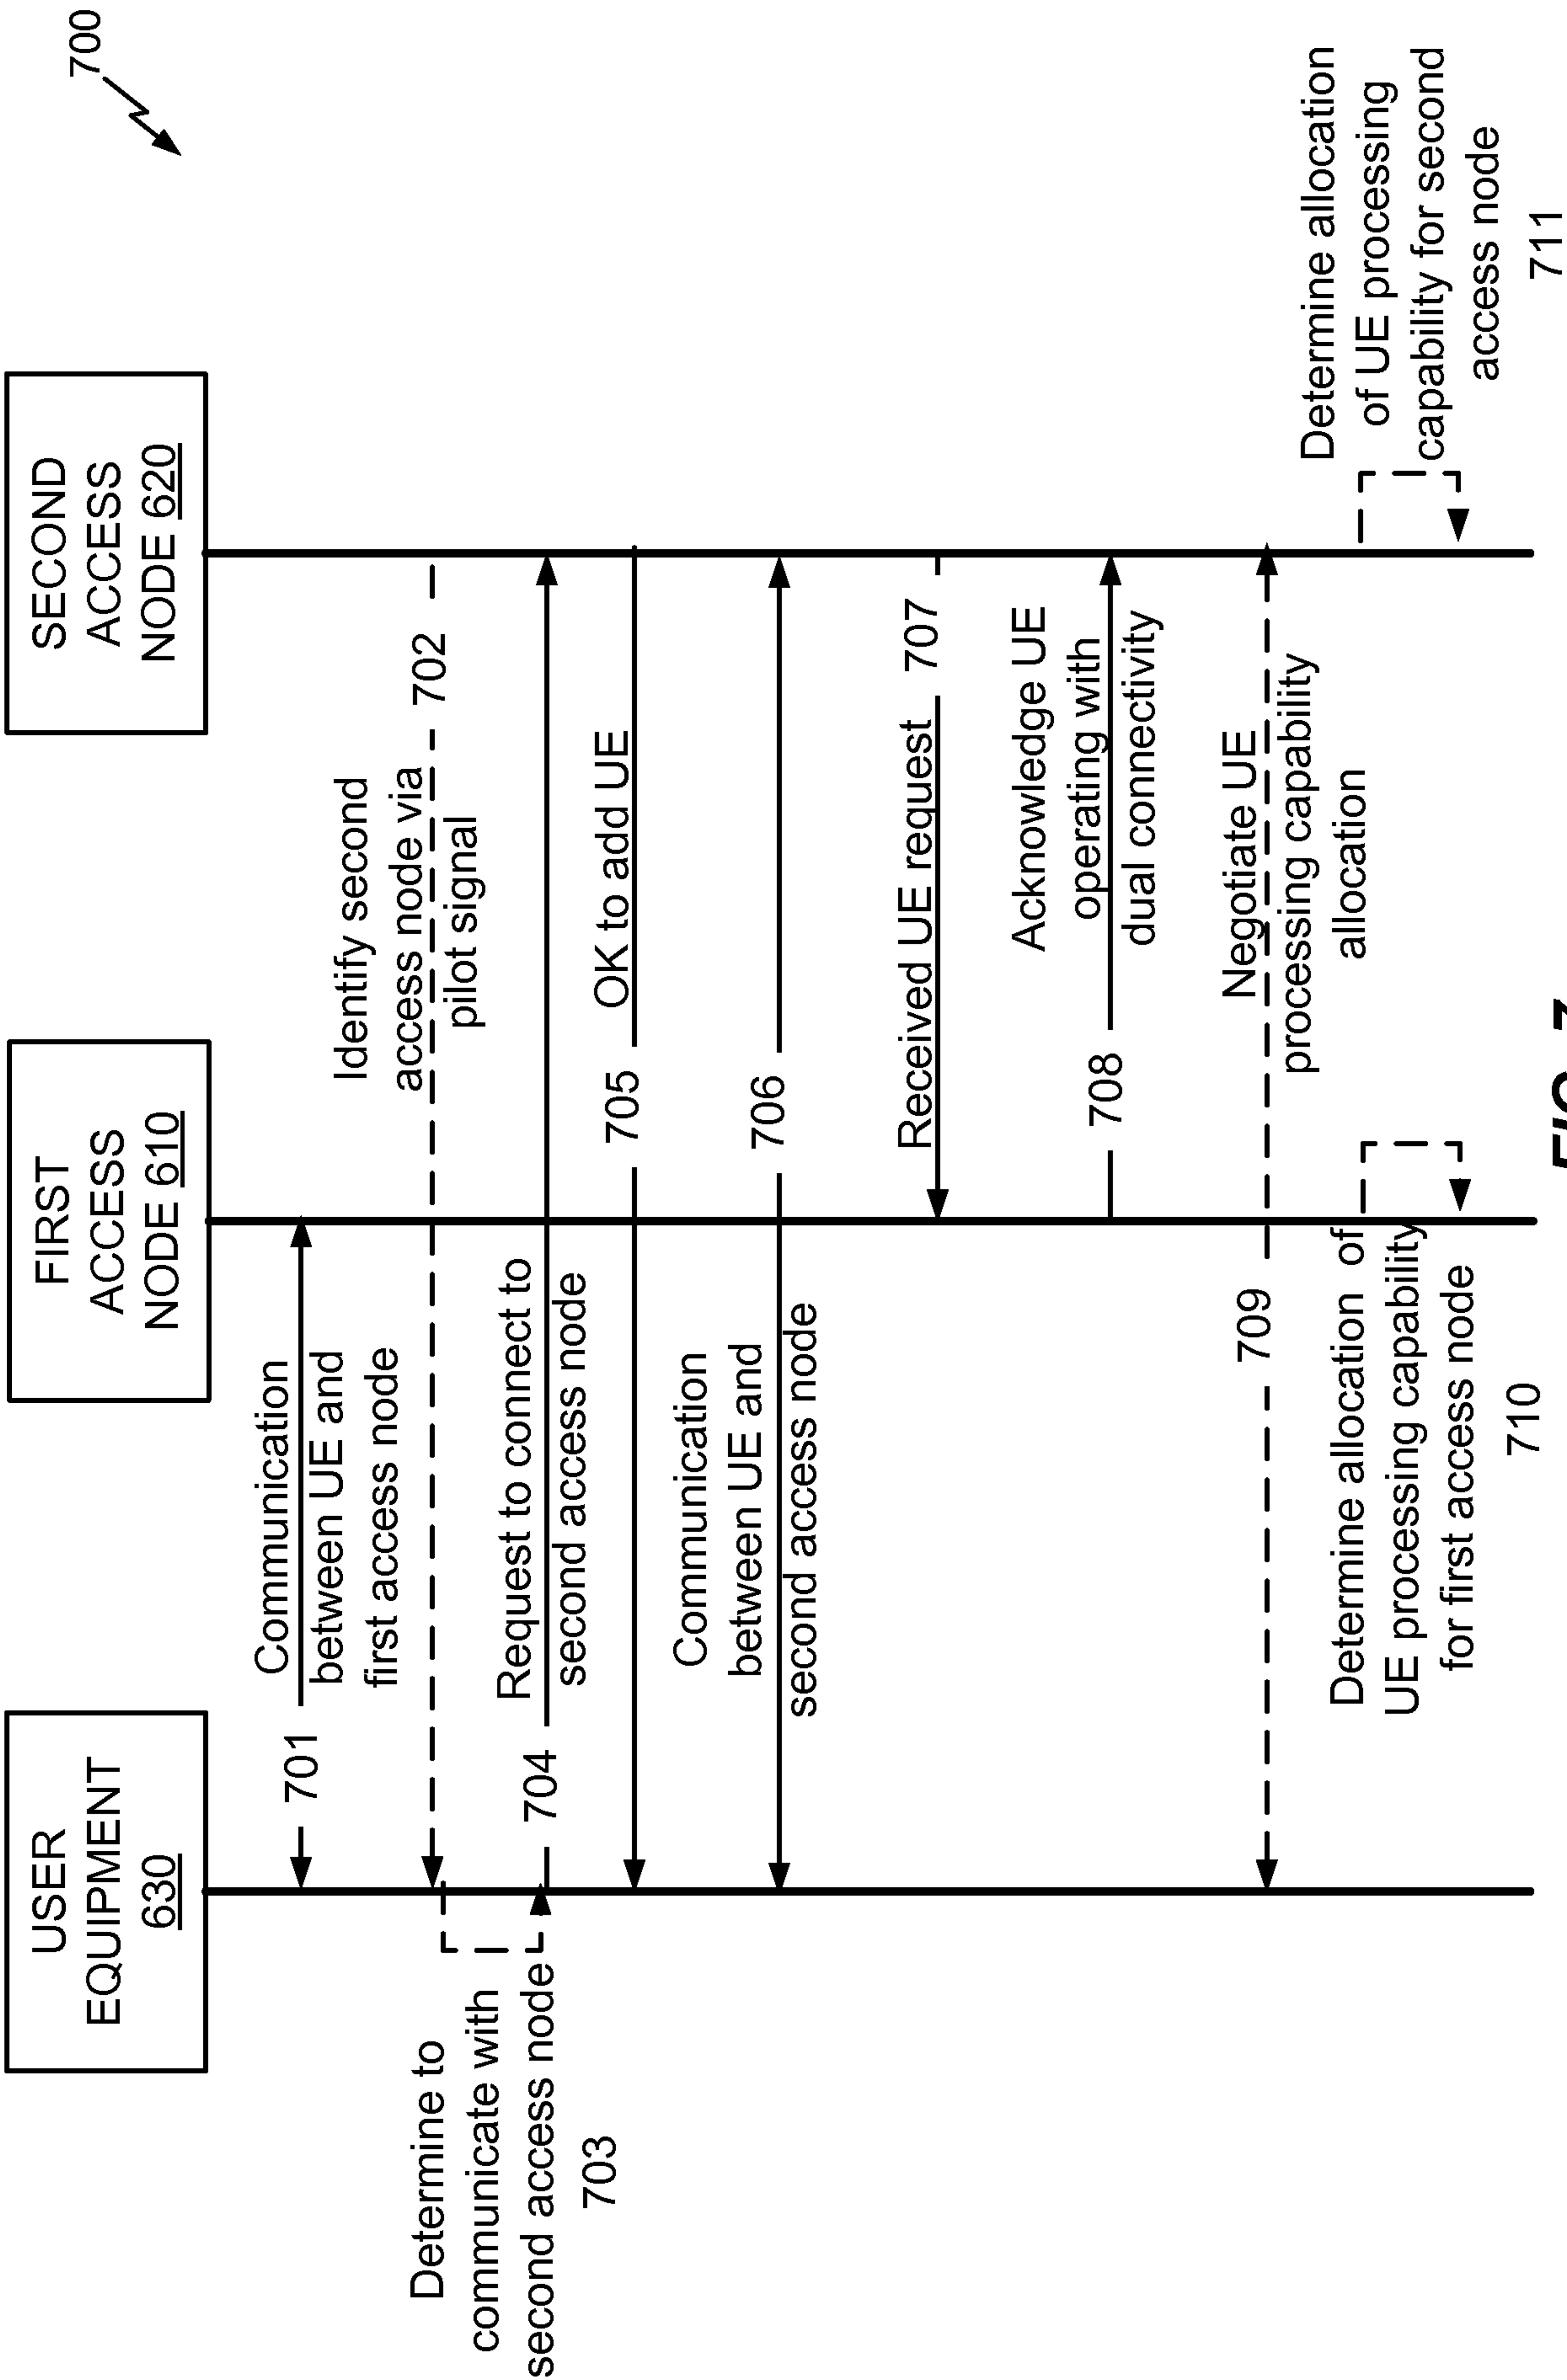 700
USER
EQUIPMENT
630
FIRST
ACCESS
NODE 610
SECOND
ACCESS
NODE 620
Communication
701
between UE and
first access node
Identify second
access node via
702
pilot signal
Determine to
communicate with
second access node
703
Request to connect to
704
second access node
OK to add UE
705
Communication
between UE and
706
second access node
Received UE request
707
Acknowledge UE
operating with
708
dual connectivity
Negotiate UE
709
processing capability
allocation
Determine allocation of
UE processing capability
for first access node
710
Determine allocation
of UE processing
capability for second
access node
711